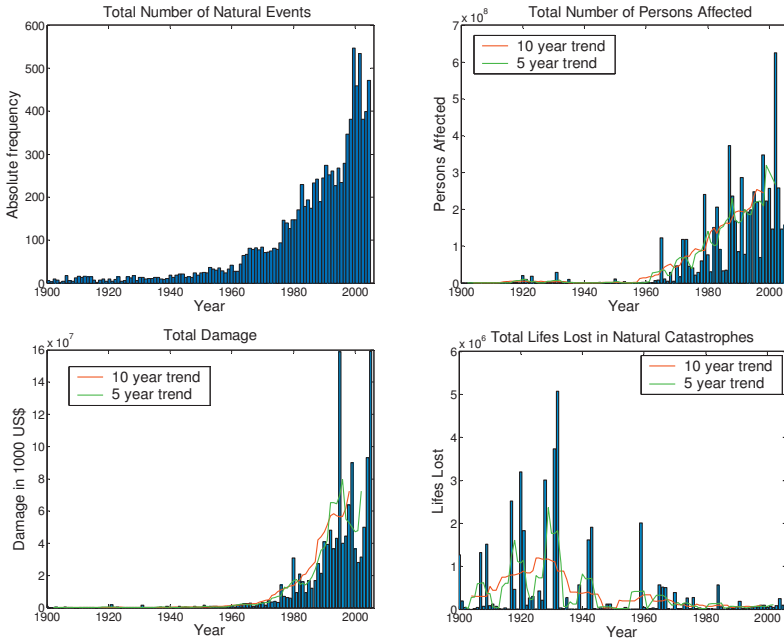 Total Number of Natural Events
600
500
400
300
200
100
0
Absolute frequency
1900 1920 1940 1960 1980 2000
Year
Total Number of Persons Affected
x 10^8
7
6
5
4
3
2
1
0
Persons Affected
10 year trend
5 year trend
1900 1920 1940 1960 1980 2000
Year
Total Damage
x 10^7
16
14
12
10
8
6
4
2
0
Damage in 1000 US$
10 year trend
5 year trend
1900 1920 1940 1960 1980 2000
Year
Total Lifes Lost in Natural Catastrophes
x 10^6
6
5
4
3
2
1
0
Lifes Lost
10 year trend
5 year trend
1900 1920 1940 1960 1980 2000
Year